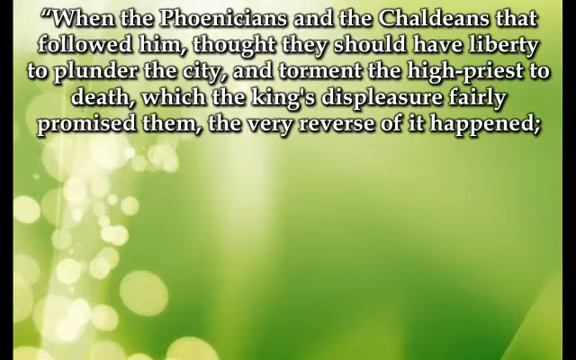 “When the Phoenicians and the Chaldeans that
followed him, thought they should have liberty
to plunder the city, and torment the high-priest to
death, which the king's displeasure fairly
promised them, the very reverse of it happened;